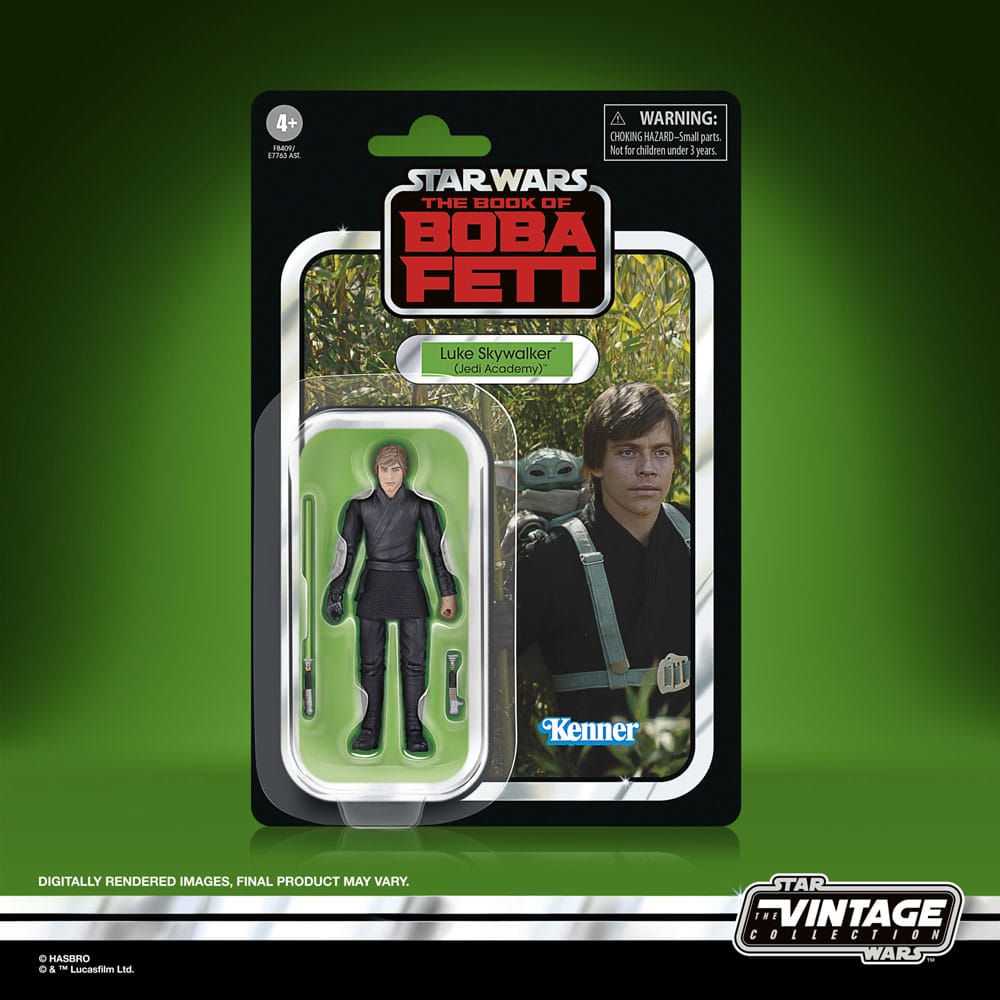 4+
F8409/
E7763 AST.
⚠ WARNING:
CHOKING HAZARD–Small parts.
Not for children under 3 years.
STAR WARS
THE BOOK OF
BOBA
FETT
Luke Skywalker™
(Jedi Academy)™
Kenner
DIGITALLY RENDERED IMAGES, FINAL PRODUCT MAY VARY.
STAR
THE VINTAGE
COLLECTION
WARS™
© HASBRO
© & ™ Lucasfilm Ltd.